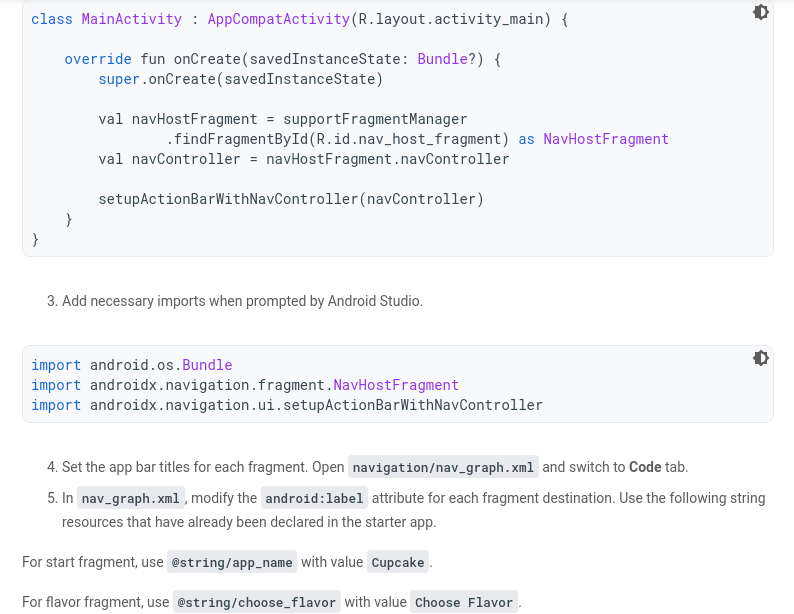 class MainActivity : AppCompatActivity(R.layout.activity_main) {
override fun onCreate(savedInstanceState: Bundle?) {
super.onCreate(savedInstanceState)
val navHostFragment = supportFragmentManager
.findFragmentById(R.id.nav_host_fragment) as NavHostFragment
val navController = navHostFragment.navController
setupActionBarWithNavController(navController)
}
}
3. Add necessary imports when prompted by Android Studio.
import android.os.Bundle
import androidx.navigation.fragment.NavHostFragment
import androidx.navigation.ui.setupActionBarWithNavController
4. Set the app bar titles for each fragment. Open navigation/nav_graph.xml and switch to Code tab.
5. In nav_graph.xml, modify the android:label attribute for each fragment destination. Use the following string
resources that have already been declared in the starter app.
For start fragment, use @string/app_name with value Cupcake.
For flavor fragment, use @string/choose_flavor with value Choose Flavor.